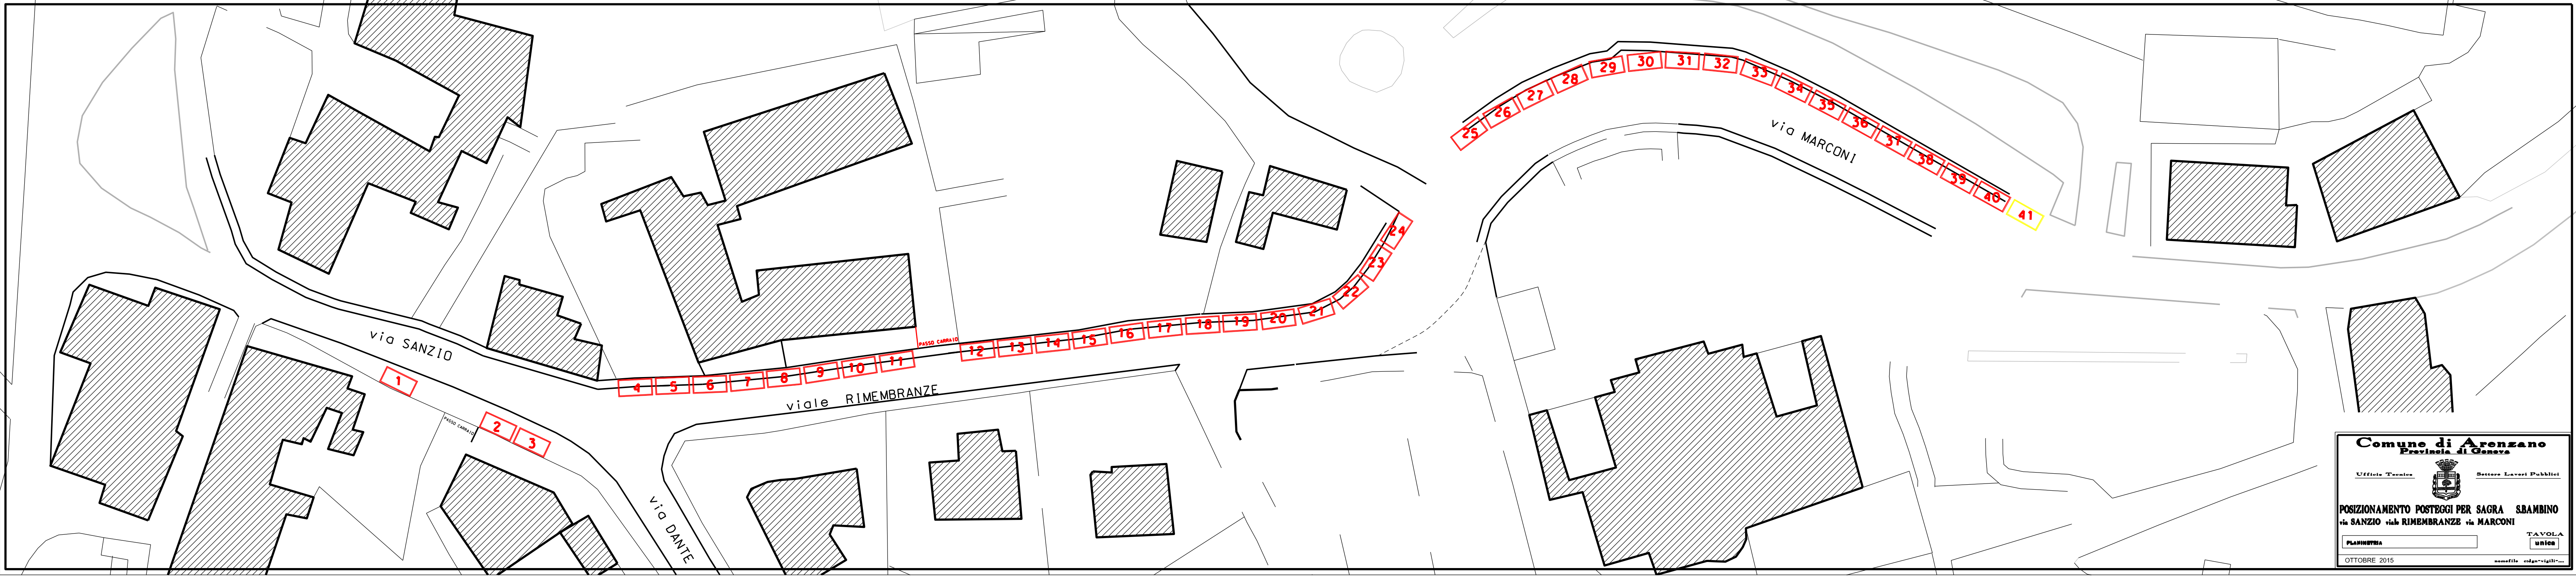 25
26
27
28
29
30
31
32
33
34
35
36
37
38
39
40
41
via MARCONI
24
23
22
21
20
19
18
17
16
15
14
13
12
PASSO CARRAIO
11
10
9
8
7
6
5
4
via SANZIO
viale RIMEMBRANZE
1
PASSO CARRAIO
2
3
via DANTE
Comune di Arenzano
Provincia di Genova
Ufficio Tecnico Settore Lavori Pubblici
POSIZIONAMENTO POSTEGGI PER SAGRA S.BAMBINO
via SANZIO viale RIMEMBRANZE via MARCONI
TAVOLA
PLANIMETRIA unica
OTTOBRE 2015 nomefile